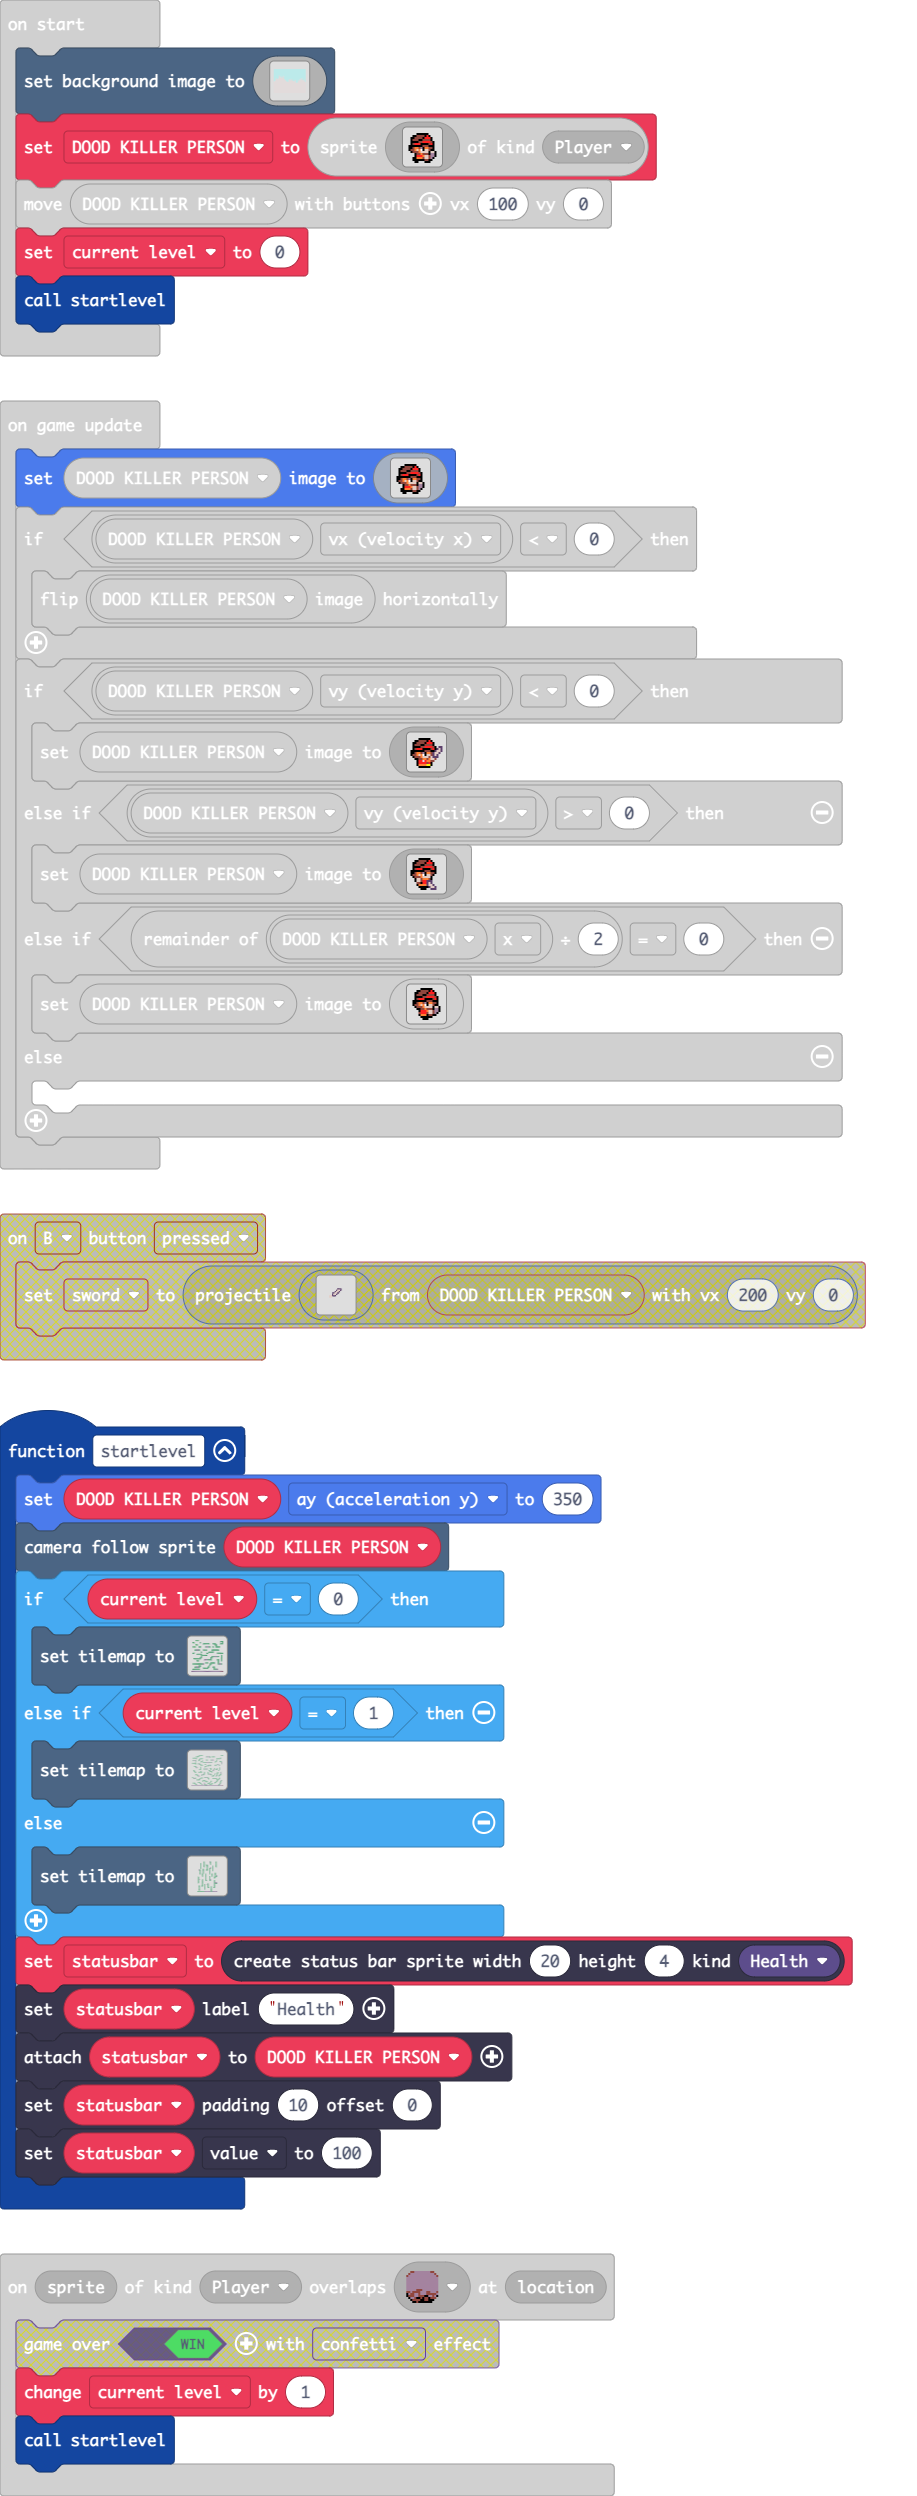 on start
set background image to
set DOOD KILLER PERSON to sprite of kind Player
move DOOD KILLER PERSON with buttons vx 100 vy 0
set current level to 0
call startlevel
on game update
set DOOD KILLER PERSON image to
if DOOD KILLER PERSON vx (velocity x) < 0 then
flip DOOD KILLER PERSON image horizontally
if DOOD KILLER PERSON vy (velocity y) < 0 then
set DOOD KILLER PERSON image to
else if DOOD KILLER PERSON vy (velocity y) > 0 then
set DOOD KILLER PERSON image to
else if remainder of DOOD KILLER PERSON x ÷ 2 = 0 then
set DOOD KILLER PERSON image to
else
on B button pressed
set sword to projectile from DOOD KILLER PERSON with vx 200 vy 0
function startlevel
set DOOD KILLER PERSON ay (acceleration y) to 350
camera follow sprite DOOD KILLER PERSON
if current level = 0 then
set tilemap to
else if current level = 1 then
set tilemap to
else
set tilemap to
set statusbar to create status bar sprite width 20 height 4 kind Health
set statusbar label "Health"
attach statusbar to DOOD KILLER PERSON
set statusbar padding 10 offset 0
set statusbar value to 100
on sprite of kind Player overlaps at location
game over WIN with confetti effect
change current level by 1
call startlevel